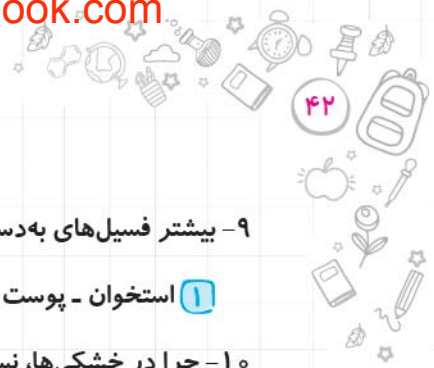 ook.com
۴۲
۹- بیشتر فسیل‌های به‌دس
۱ استخوان - پوست
۱۰- چرا در خشکی‌ها، نس